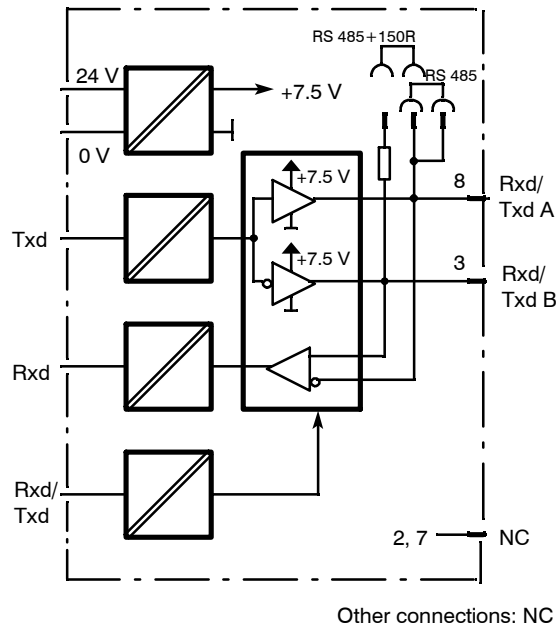 RS 485+150R
RS 485
24 V
+7.5 V
0 V
+7.5 V
8
Rxd/
Txd A
Txd
+7.5 V
3
Rxd/
Txd B
Rxd
Rxd/
Txd
2, 7
NC
Other connections: NC